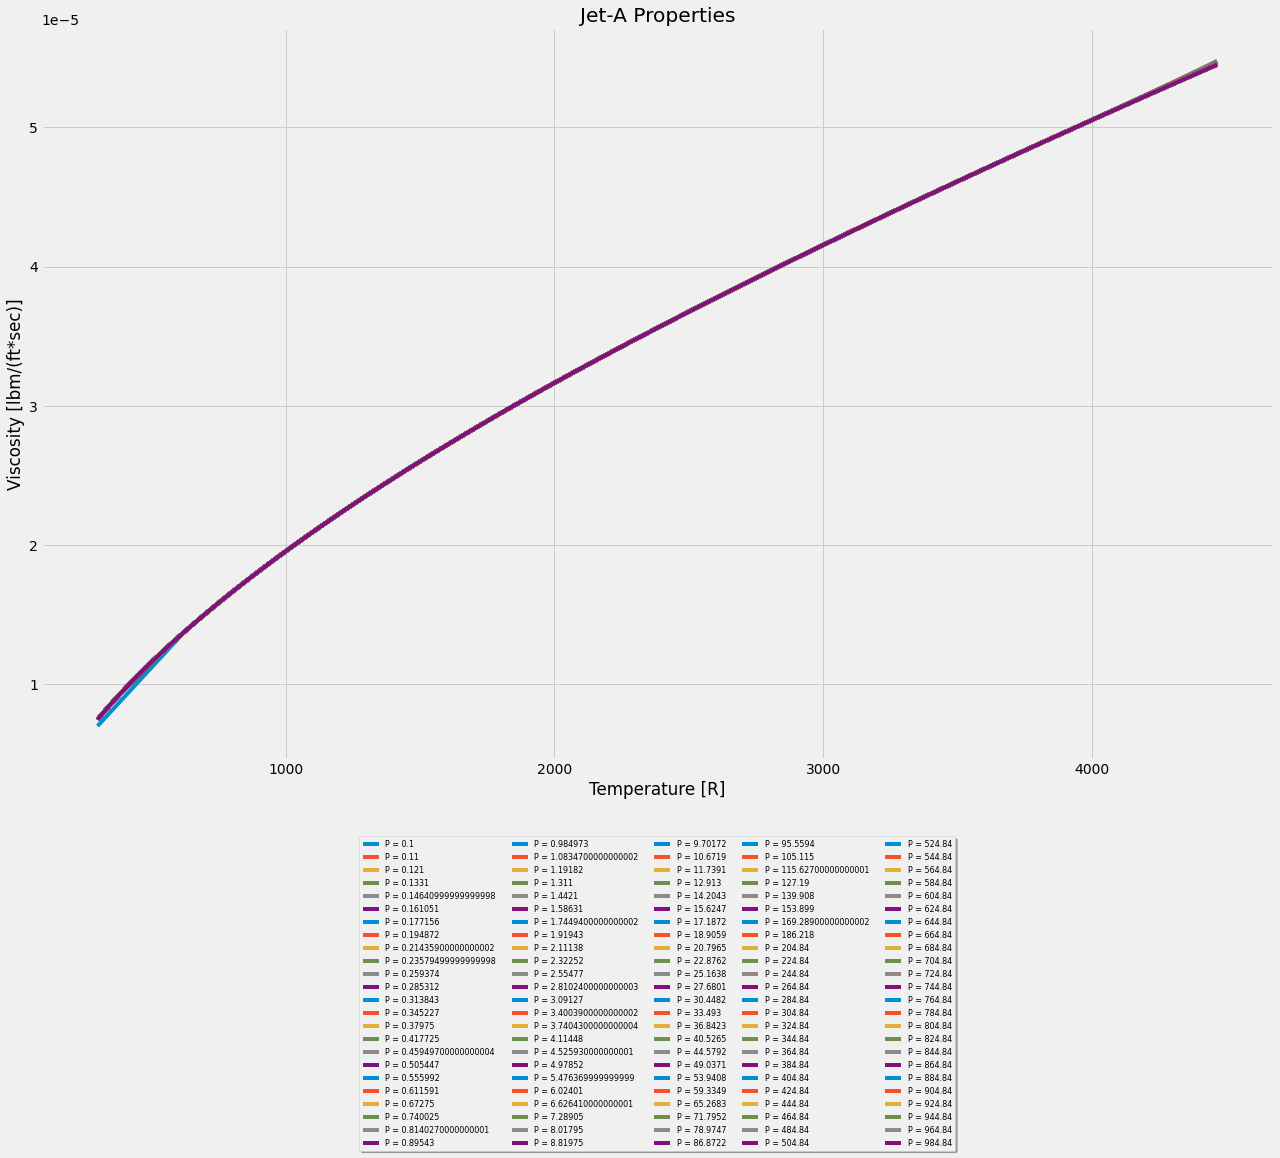 Jet-A Properties
1e−5
5
4
3
2
1
Viscosity [lbm/(ft*sec)]
1000 2000 3000 4000
Temperature [R]
P = 0.1 P = 0.984973 P = 9.70172 P = 95.5594 P = 524.84
P = 0.11 P = 1.0834700000000002 P = 10.6719 P = 105.115 P = 544.84
P = 0.121 P = 1.19182 P = 11.7391 P = 115.62700000000001 P = 564.84
P = 0.1331 P = 1.311 P = 12.913 P = 127.19 P = 584.84
P = 0.14640999999999998 P = 1.4421 P = 14.2043 P = 139.908 P = 604.84
P = 0.161051 P = 1.58631 P = 15.6247 P = 153.899 P = 624.84
P = 0.177156 P = 1.7449400000000002 P = 17.1872 P = 169.28900000000002 P = 644.84
P = 0.194872 P = 1.91943 P = 18.9059 P = 186.218 P = 664.84
P = 0.21435900000000002 P = 2.11138 P = 20.7965 P = 204.84 P = 684.84
P = 0.23579499999999998 P = 2.32252 P = 22.8762 P = 224.84 P = 704.84
P = 0.259374 P = 2.55477 P = 25.1638 P = 244.84 P = 724.84
P = 0.285312 P = 2.8102400000000003 P = 27.6801 P = 264.84 P = 744.84
P = 0.313843 P = 3.09127 P = 30.4482 P = 284.84 P = 764.84
P = 0.345227 P = 3.4003900000000002 P = 33.493 P = 304.84 P = 784.84
P = 0.37975 P = 3.7404300000000004 P = 36.8423 P = 324.84 P = 804.84
P = 0.417725 P = 4.11448 P = 40.5265 P = 344.84 P = 824.84
P = 0.45949700000000004 P = 4.525930000000001 P = 44.5792 P = 364.84 P = 844.84
P = 0.505447 P = 4.97852 P = 49.0371 P = 384.84 P = 864.84
P = 0.555992 P = 5.476369999999999 P = 53.9408 P = 404.84 P = 884.84
P = 0.611591 P = 6.02401 P = 59.3349 P = 424.84 P = 904.84
P = 0.67275 P = 6.626410000000001 P = 65.2683 P = 444.84 P = 924.84
P = 0.740025 P = 7.28905 P = 71.7952 P = 464.84 P = 944.84
P = 0.8140270000000001 P = 8.01795 P = 78.9747 P = 484.84 P = 964.84
P = 0.89543 P = 8.81975 P = 86.8722 P = 504.84 P = 984.84